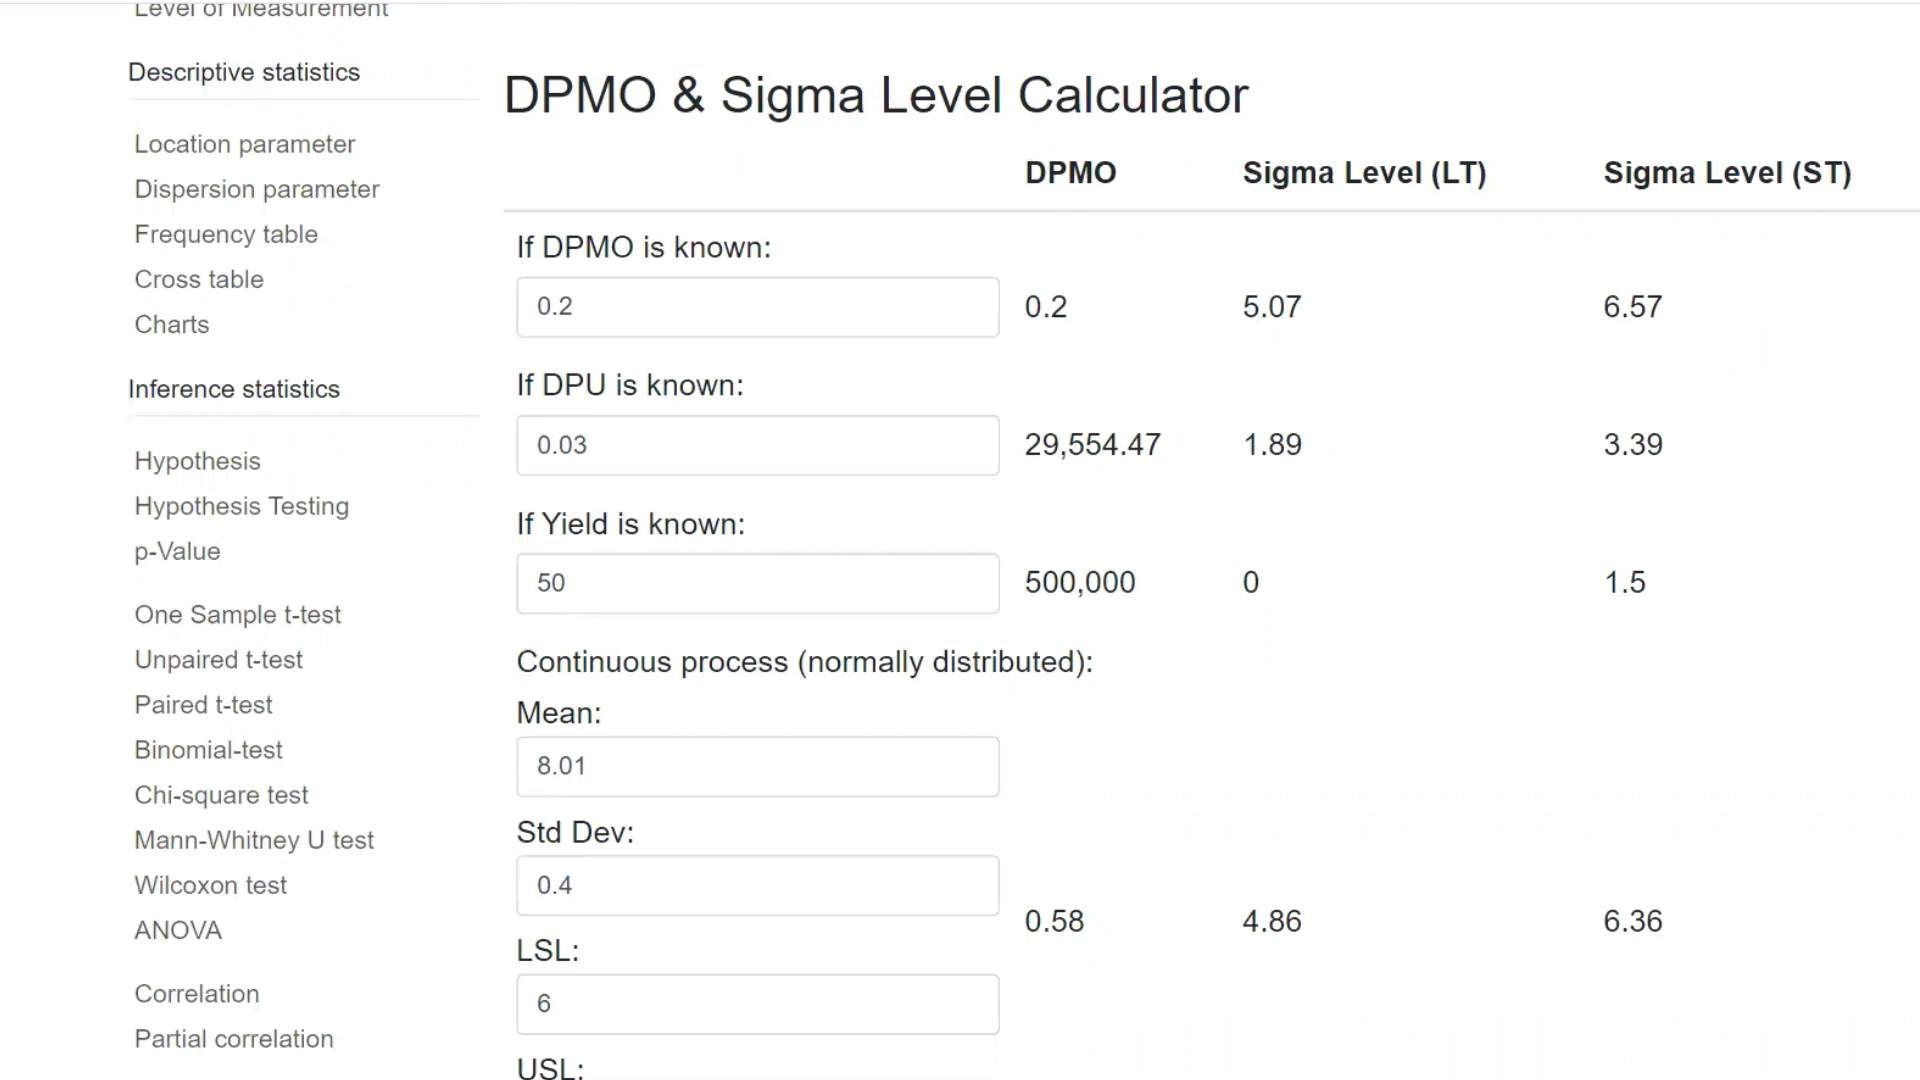 Level of Measurement
Descriptive statistics
Location parameter
Dispersion parameter
Frequency table
Cross table
Charts
Inference statistics
Hypothesis
Hypothesis Testing
p-Value
One Sample t-test
Unpaired t-test
Paired t-test
Binomial-test
Chi-square test
Mann-Whitney U test
Wilcoxon test
ANOVA
Correlation
Partial correlation
DPMO & Sigma Level Calculator
DPMO Sigma Level (LT) Sigma Level (ST)
If DPMO is known:
0.2 0.2 5.07 6.57
If DPU is known:
0.03 29,554.47 1.89 3.39
If Yield is known:
50 500,000 0 1.5
Continuous process (normally distributed):
Mean:
8.01
Std Dev:
0.4
0.58 4.86 6.36
LSL:
6
USL: